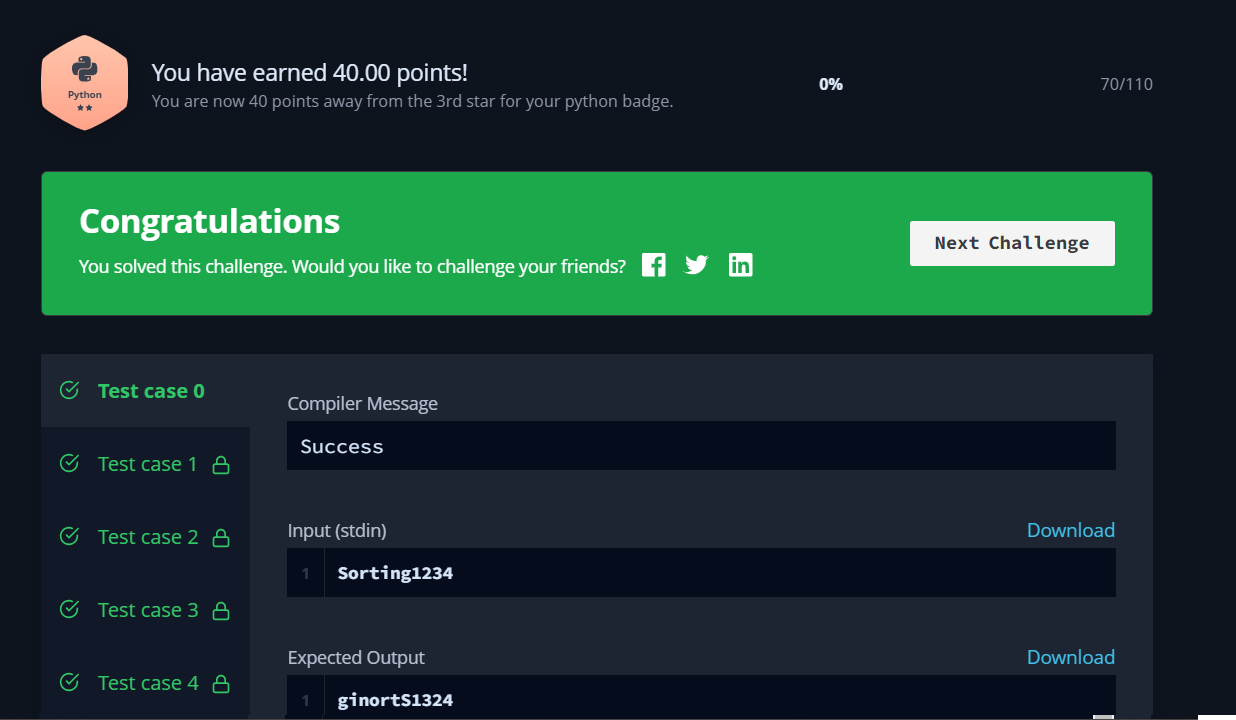 Python
You have earned 40.00 points!
You are now 40 points away from the 3rd star for your python badge.
0%
70/110
Congratulations
You solved this challenge. Would you like to challenge your friends?
Next Challenge
Test case 0
Test case 1
Test case 2
Test case 3
Test case 4
Compiler Message
Success
Input (stdin)
Download
1
Sorting1234
Expected Output
Download
1
ginortS1324